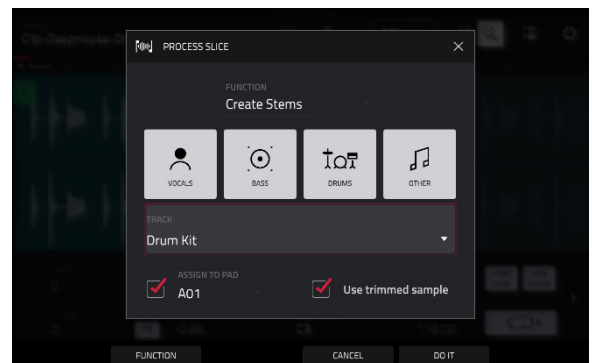 PROCESS SLICE
FUNCTION
Create Stems
VOCALS BASS DRUMS OTHER
TRACK
Drum Kit
ASSIGN TO PAD
A01
Use trimmed sample
FUNCTION CANCEL DO IT